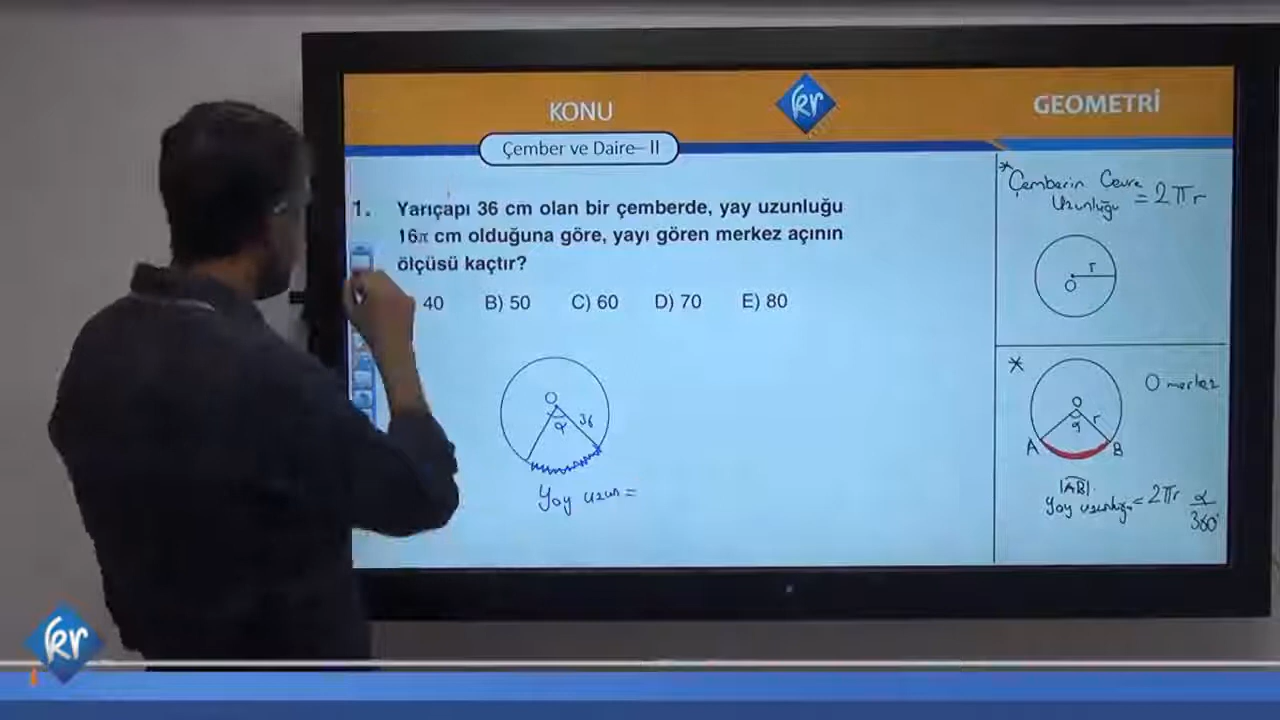 KONU
kr
GEOMETRİ
Çember ve Daire– II
1. Yarıçapı 36 cm olan bir çemberde, yay uzunluğu
16π cm olduğuna göre, yayı gören merkez açının
ölçüsü kaçtır?
40 B) 50 C) 60 D) 70 E) 80
O
α 36
Yay uzun =
* Çemberin Çevre
Uzunluğu = 2πr
r
O
*
O merkez
O
α r
A B
|AB|
Yay uzunluğu = 2πr α
360°
kr